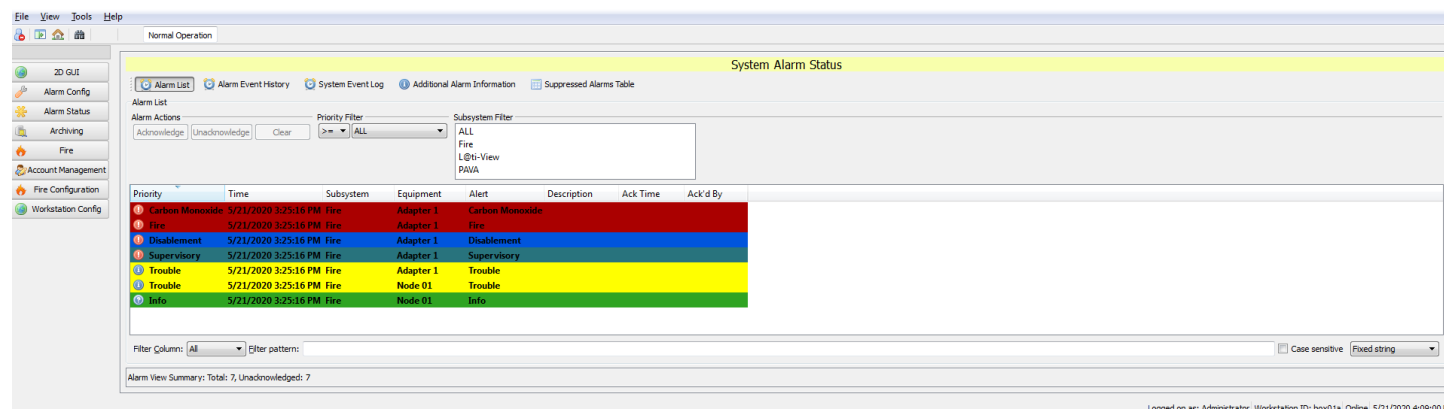 File View Tools Help
Normal Operation
System Alarm Status
2D GUI
Alarm Config
Alarm Status
Archiving
Fire
Account Management
Fire Configuration
Workstation Config
Alarm List Alarm Event History System Event Log Additional Alarm Information Suppressed Alarms Table
Alarm List
Alarm Actions Priority Filter Subsystem Filter
Acknowledge Unacknowledge Clear >= ALL
ALL
Fire
L@ti-View
PAVA
Priority Time Subsystem Equipment Alert Description Ack Time Ack'd By
Carbon Monoxide 5/21/2020 3:25:16 PM Fire Adapter 1 Carbon Monoxide
Fire 5/21/2020 3:25:16 PM Fire Adapter 1 Fire
Disablement 5/21/2020 3:25:16 PM Fire Adapter 1 Disablement
Supervisory 5/21/2020 3:25:16 PM Fire Adapter 1 Supervisory
Trouble 5/21/2020 3:25:16 PM Fire Adapter 1 Trouble
Trouble 5/21/2020 3:25:16 PM Fire Node 01 Trouble
Info 5/21/2020 3:25:16 PM Fire Node 01 Info
Filter Column: All Filter pattern: Case sensitive Fixed string
Alarm View Summary: Total: 7, Unacknowledged: 7
Logged on as: Administrator Workstation ID: box01a Online 5/21/2020 4:09:00